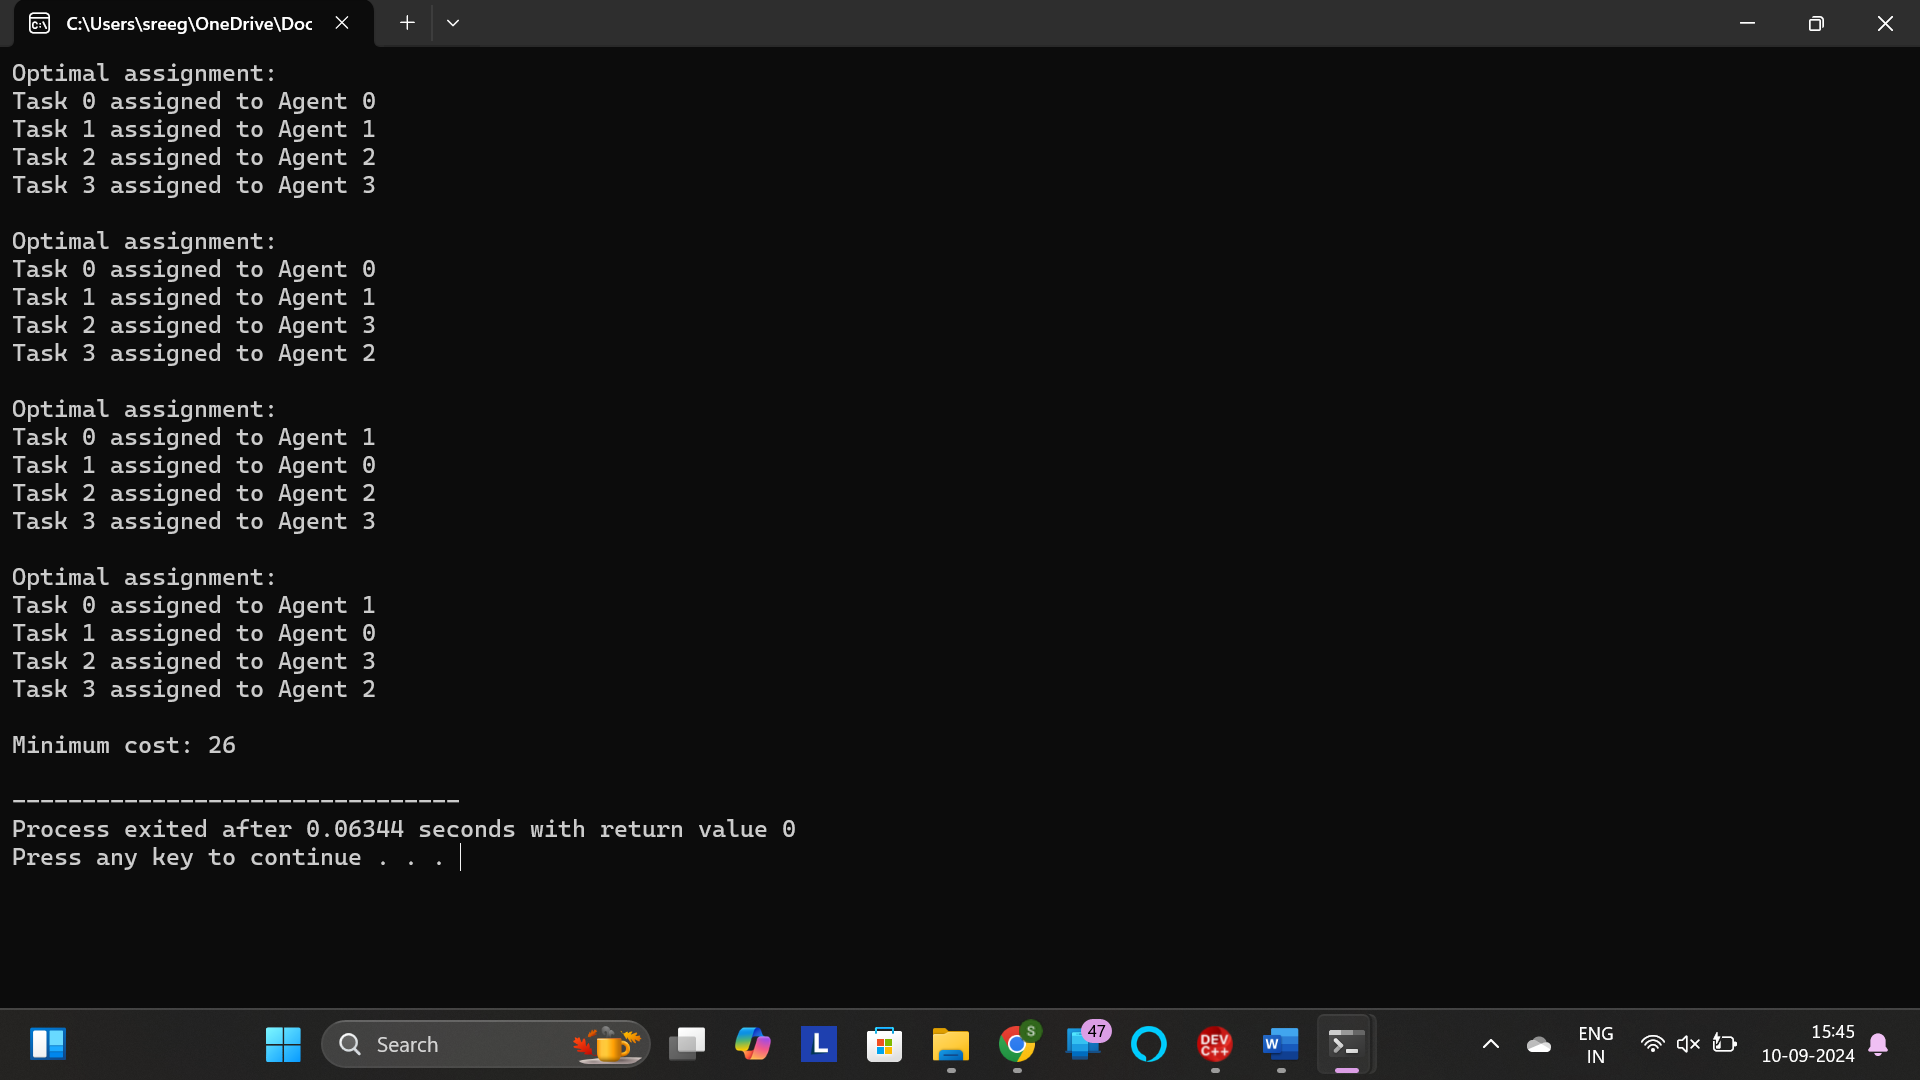 C:\Users\sreeg\OneDrive\Doc
Optimal assignment:
Task 0 assigned to Agent 0
Task 1 assigned to Agent 1
Task 2 assigned to Agent 2
Task 3 assigned to Agent 3
Optimal assignment:
Task 0 assigned to Agent 0
Task 1 assigned to Agent 1
Task 2 assigned to Agent 3
Task 3 assigned to Agent 2
Optimal assignment:
Task 0 assigned to Agent 1
Task 1 assigned to Agent 0
Task 2 assigned to Agent 2
Task 3 assigned to Agent 3
Optimal assignment:
Task 0 assigned to Agent 1
Task 1 assigned to Agent 0
Task 2 assigned to Agent 3
Task 3 assigned to Agent 2
Minimum cost: 26
--------------------------------
Process exited after 0.06344 seconds with return value 0
Press any key to continue . . .
Search
L
S
47
DEV
C++
W
ENG
IN
15:45
10-09-2024